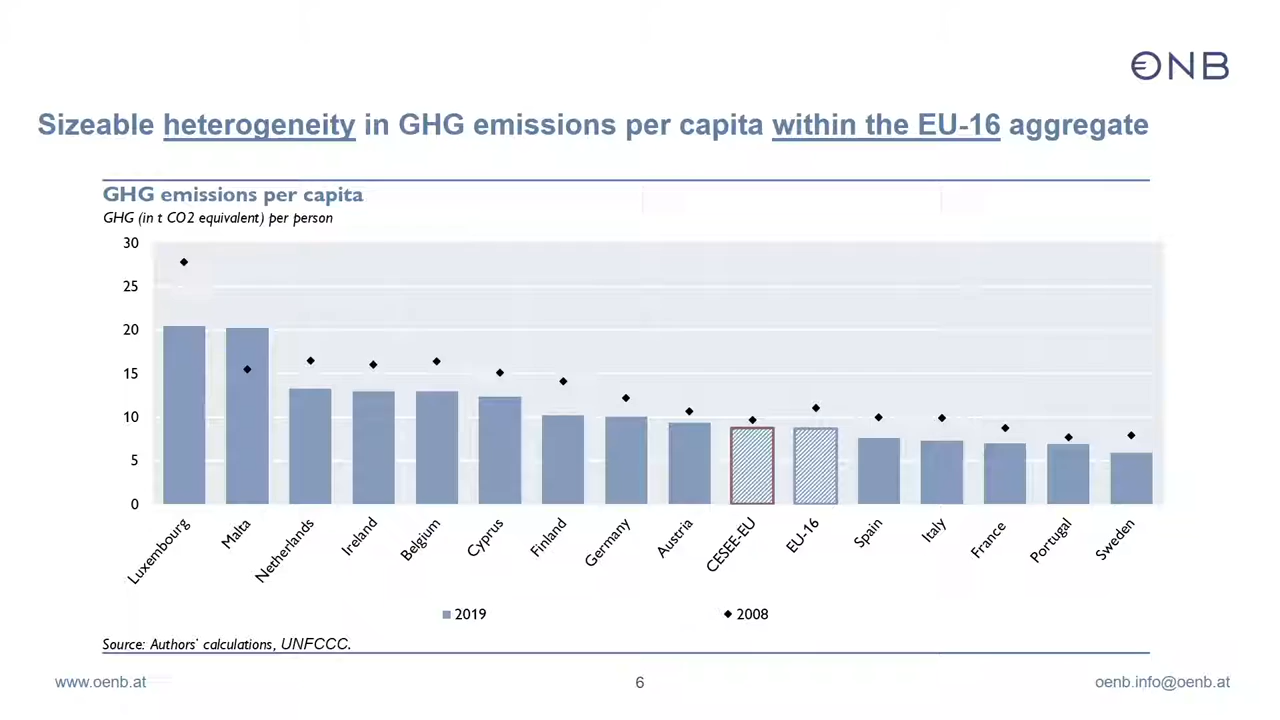 ONB
Sizeable heterogeneity in GHG emissions per capita within the EU-16 aggregate
GHG emissions per capita
GHG (in t CO2 equivalent) per person
30
25
20
15
10
5
0
Luxembourg
Malta
Netherlands
Ireland
Belgium
Cyprus
Finland
Germany
Austria
CESEE-EU
EU-16
Spain
Italy
France
Portugal
Sweden
2019
2008
Source: Authors' calculations, UNFCCC.
www.oenb.at
6
oenb.info@oenb.at